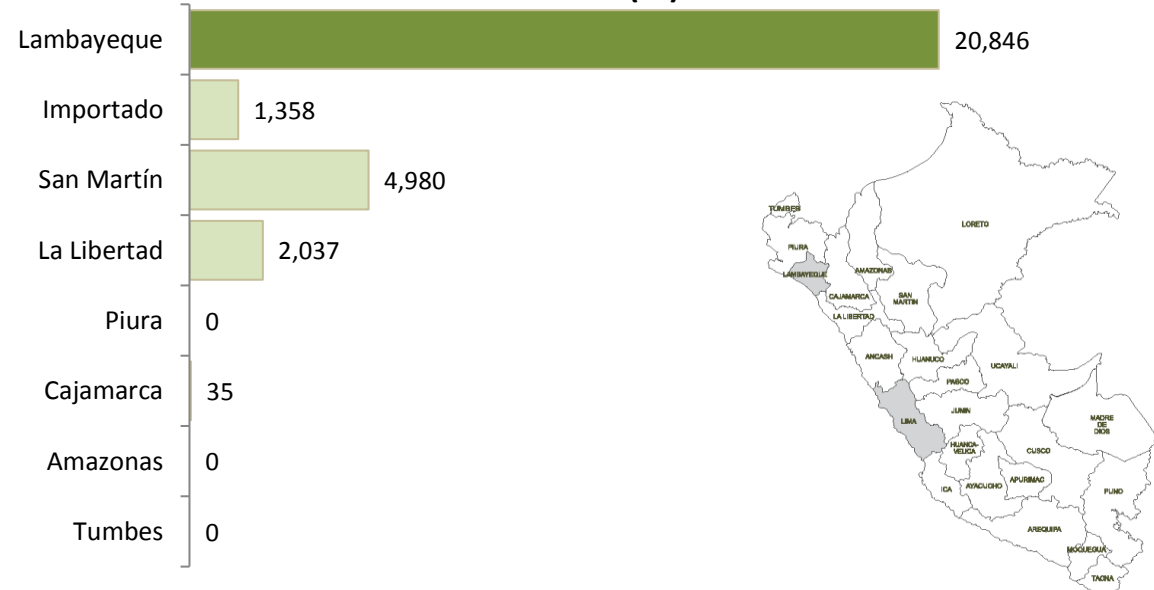 Lambayeque 20,846
Importado 1,358
San Martín 4,980
La Libertad 2,037
Piura 0
Cajamarca 35
Amazonas 0
Tumbes 0
TUMBES
LORETO
PIURA
LAMBAYEQUE
AMAZONAS
CAJAMARCA
SAN
MARTIN
LA LIBERTAD
ANCASH
HUANUCO
UCAYALI
PASCO
JUNIN
LIMA
MADRE
DE
DIOS
HUANCA-
VELICA
CUSCO
ICA
AYACUCHO
APURIMAC
PUNO
AREQUIPA
MOQUEGUA
TACNA